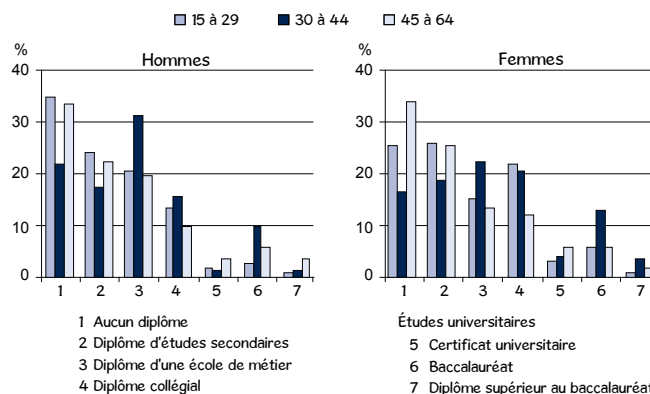 15 à 29 30 à 44 45 à 64
% Hommes
40
30
20
10
0
1 2 3 4 5 6 7
% Femmes
40
30
20
10
0
1 2 3 4 5 6 7
1 Aucun diplôme
2 Diplôme d'études secondaires
3 Diplôme d'une école de métier
4 Diplôme collégial
Études universitaires
5 Certificat universitaire
6 Baccalauréat
7 Diplôme supérieur au baccalauréat